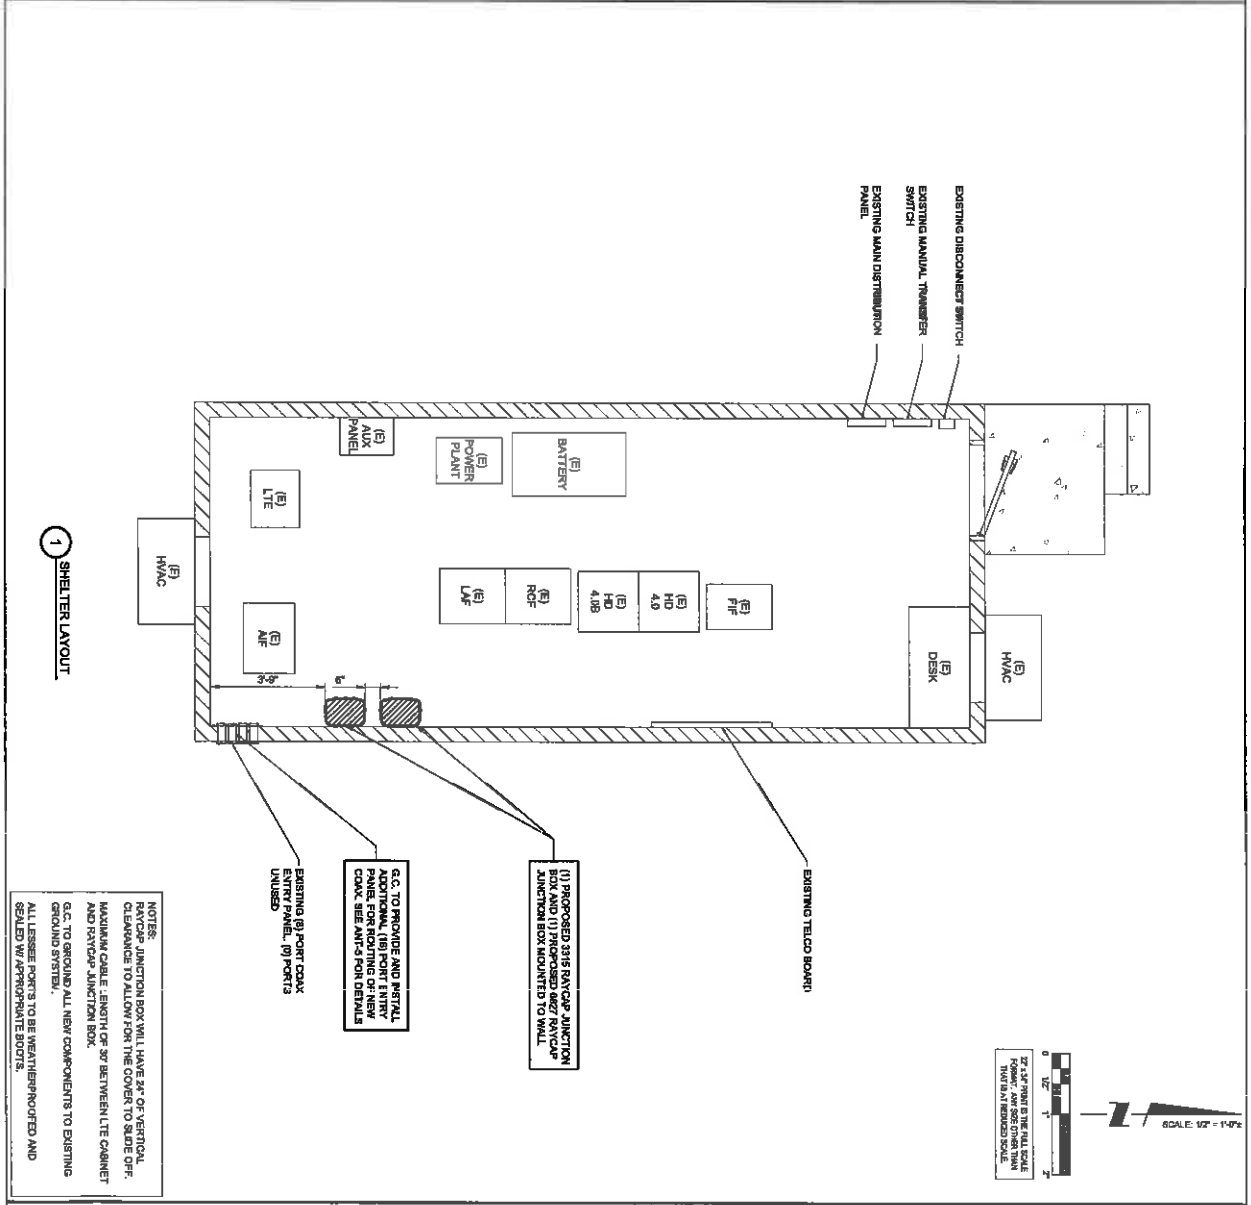 EXISTING DISCONNECT SWITCH
EXISTING MANUAL TRANSFER
SWITCH
EXISTING MAIN DISTRIBUTION
PANEL
(E)
HVAC
(E)
DESK
(E)
FIF
(E)
HD
4.0
(E)
HD
4.0B
(E)
RCF
(E)
LAF
(E)
BATTERY
(E)
POWER
PLANT
(E)
AUX
PANEL
(E)
LTE
(E)
AIF
(E)
HVAC
3'-9"
6"
EXISTING TELCO BOARD
(1) PROPOSED 3315 RAYCAP JUNCTION
BOX AND (1) PROPOSED 6627 RAYCAP
JUNCTION BOX MOUNTED TO WALL
G.C. TO PROVIDE AND INSTALL
ADDITIONAL (16) PORT ENTRY
PANEL FOR ROUTING OF NEW
COAX. SEE ANT-5 FOR DETAILS
EXISTING (8) PORT COAX
ENTRY PANEL, PORTS
UNUSED
1
SHELTER LAYOUT
SCALE: 1/2" = 1'-0"±
Z
0 1/2" 1" 2"
22" x 34" PRINT IS THE FULL SCALE
FORMAT. ANY SIZE OTHER THAN
THAT IS AT REDUCED SCALE.
NOTES:
RAYCAP JUNCTION BOX WILL HAVE 24" OF VERTICAL
CLEARANCE TO ALLOW FOR THE COVER TO SLIDE OFF.
MAXIMUM CABLE LENGTH OF 30' BETWEEN LTE CABINET
AND RAYCAP JUNCTION BOX.
G.C. TO GROUND ALL NEW COMPONENTS TO EXISTING
GROUND SYSTEM.
ALL LESSEE PORTS TO BE WEATHERPROOFED AND
SEALED W/ APPROPRIATE BOOTS.